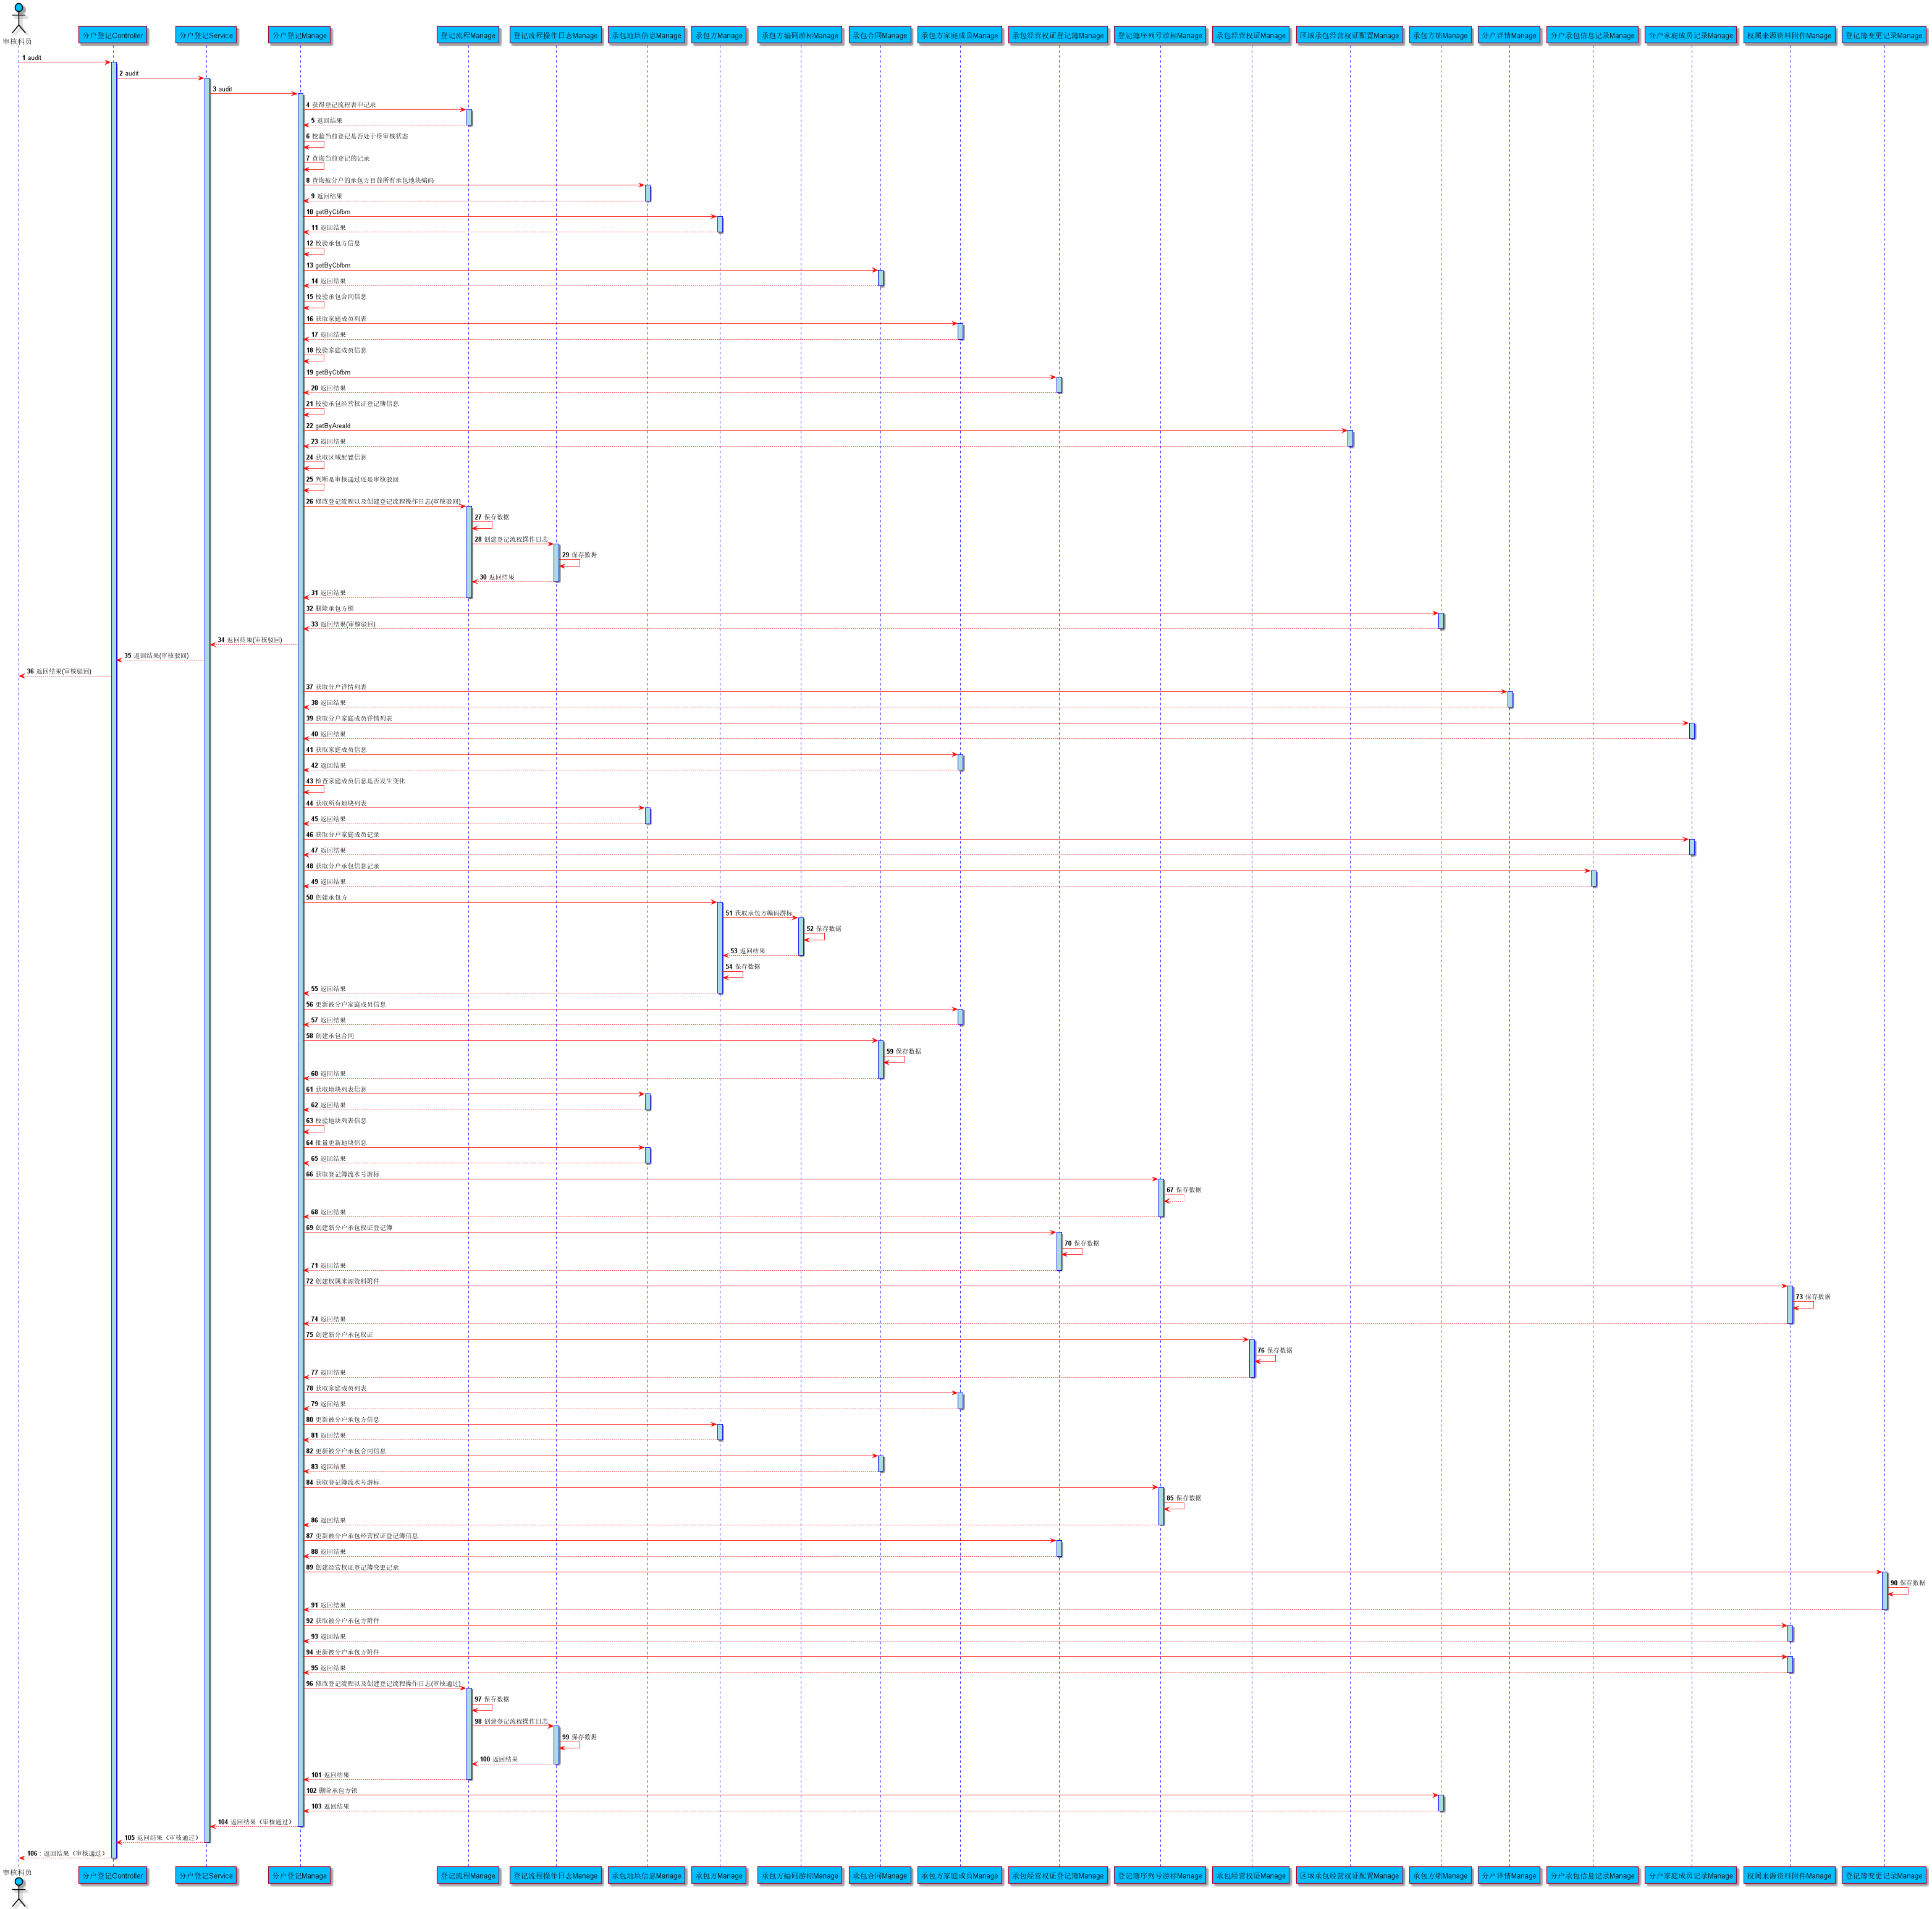 审核科员
分户登记Controller
分户登记Service
分户登记Manage
登记流程Manage
登记流程操作日志Manage
承包地块信息Manage
承包方Manage
承包方编码游标Manage
承包合同Manage
承包方家庭成员Manage
承包经营权证登记簿Manage
登记簿序列号游标Manage
承包经营权证Manage
区域承包经营权证配置Manage
承包方锁Manage
分户详情Manage
分户承包信息记录Manage
分户家庭成员记录Manage
权属来源资料附件Manage
登记簿变更记录Manage
1 audit
2 audit
3 audit
4 获得登记流程表中记录
5 返回结果
6 校验当前登记是否处于待审核状态
7 查询当前登记的记录
8 查询被分户的承包方目前所有承包地块编码
9 返回结果
10 getByCbfbm
11 返回结果
12 校验承包方信息
13 getByCbfbm
14 返回结果
15 校验承包合同信息
16 获取家庭成员列表
17 返回结果
18 校验家庭成员信息
19 getByCbfbm
20 返回结果
21 校验承包经营权证登记簿信息
22 getByAreaId
23 返回结果
24 获取区域配置信息
25 判断是审核通过还是审核驳回
26 修改登记流程以及创建登记流程操作日志(审核驳回)
27 保存数据
28 创建登记流程操作日志
29 保存数据
30 返回结果
31 返回结果
32 删除承包方锁
33 返回结果(审核驳回)
34 返回结果(审核驳回)
35 返回结果(审核驳回)
36 返回结果(审核驳回)
37 获取分户详情列表
38 返回结果
39 获取分户家庭成员详情列表
40 返回结果
41 获取家庭成员信息
42 返回结果
43 检查家庭成员信息是否发生变化
44 获取所有地块列表
45 返回结果
46 获取分户家庭成员记录
47 返回结果
48 获取分户承包信息记录
49 返回结果
50 创建承包方
51 获取承包方编码游标
52 保存数据
53 返回结果
54 保存数据
55 返回结果
56 更新被分户家庭成员信息
57 返回结果
58 创建承包合同
59 保存数据
60 返回结果
61 获取地块列表信息
62 返回结果
63 校验地块列表信息
64 批量更新地块信息
65 返回结果
66 获取登记簿流水号游标
67 保存数据
68 返回结果
69 创建新分户承包权证登记簿
70 保存数据
71 返回结果
72 创建权属来源资料附件
73 保存数据
74 返回结果
75 创建新分户承包权证
76 保存数据
77 返回结果
78 获取家庭成员列表
79 返回结果
80 更新被分户承包方信息
81 返回结果
82 更新被分户承包合同信息
83 返回结果
84 获取登记簿流水号游标
85 保存数据
86 返回结果
87 更新被分户承包经营权证登记簿信息
88 返回结果
89 创建经营权证登记簿变更记录
90 保存数据
91 返回结果
92 获取被分户承包方附件
93 返回结果
94 更新被分户承包方附件
95 返回结果
96 修改登记流程以及创建登记流程操作日志(审核通过)
97 保存数据
98 创建登记流程操作日志
99 保存数据
100 返回结果
101 返回结果
102 删除承包方锁
103 返回结果
104 返回结果（审核通过）
105 返回结果（审核通过）
106 : 返回结果（审核通过）
审核科员
分户登记Controller
分户登记Service
分户登记Manage
登记流程Manage
登记流程操作日志Manage
承包地块信息Manage
承包方Manage
承包方编码游标Manage
承包合同Manage
承包方家庭成员Manage
承包经营权证登记簿Manage
登记簿序列号游标Manage
承包经营权证Manage
区域承包经营权证配置Manage
承包方锁Manage
分户详情Manage
分户承包信息记录Manage
分户家庭成员记录Manage
权属来源资料附件Manage
登记簿变更记录Manage